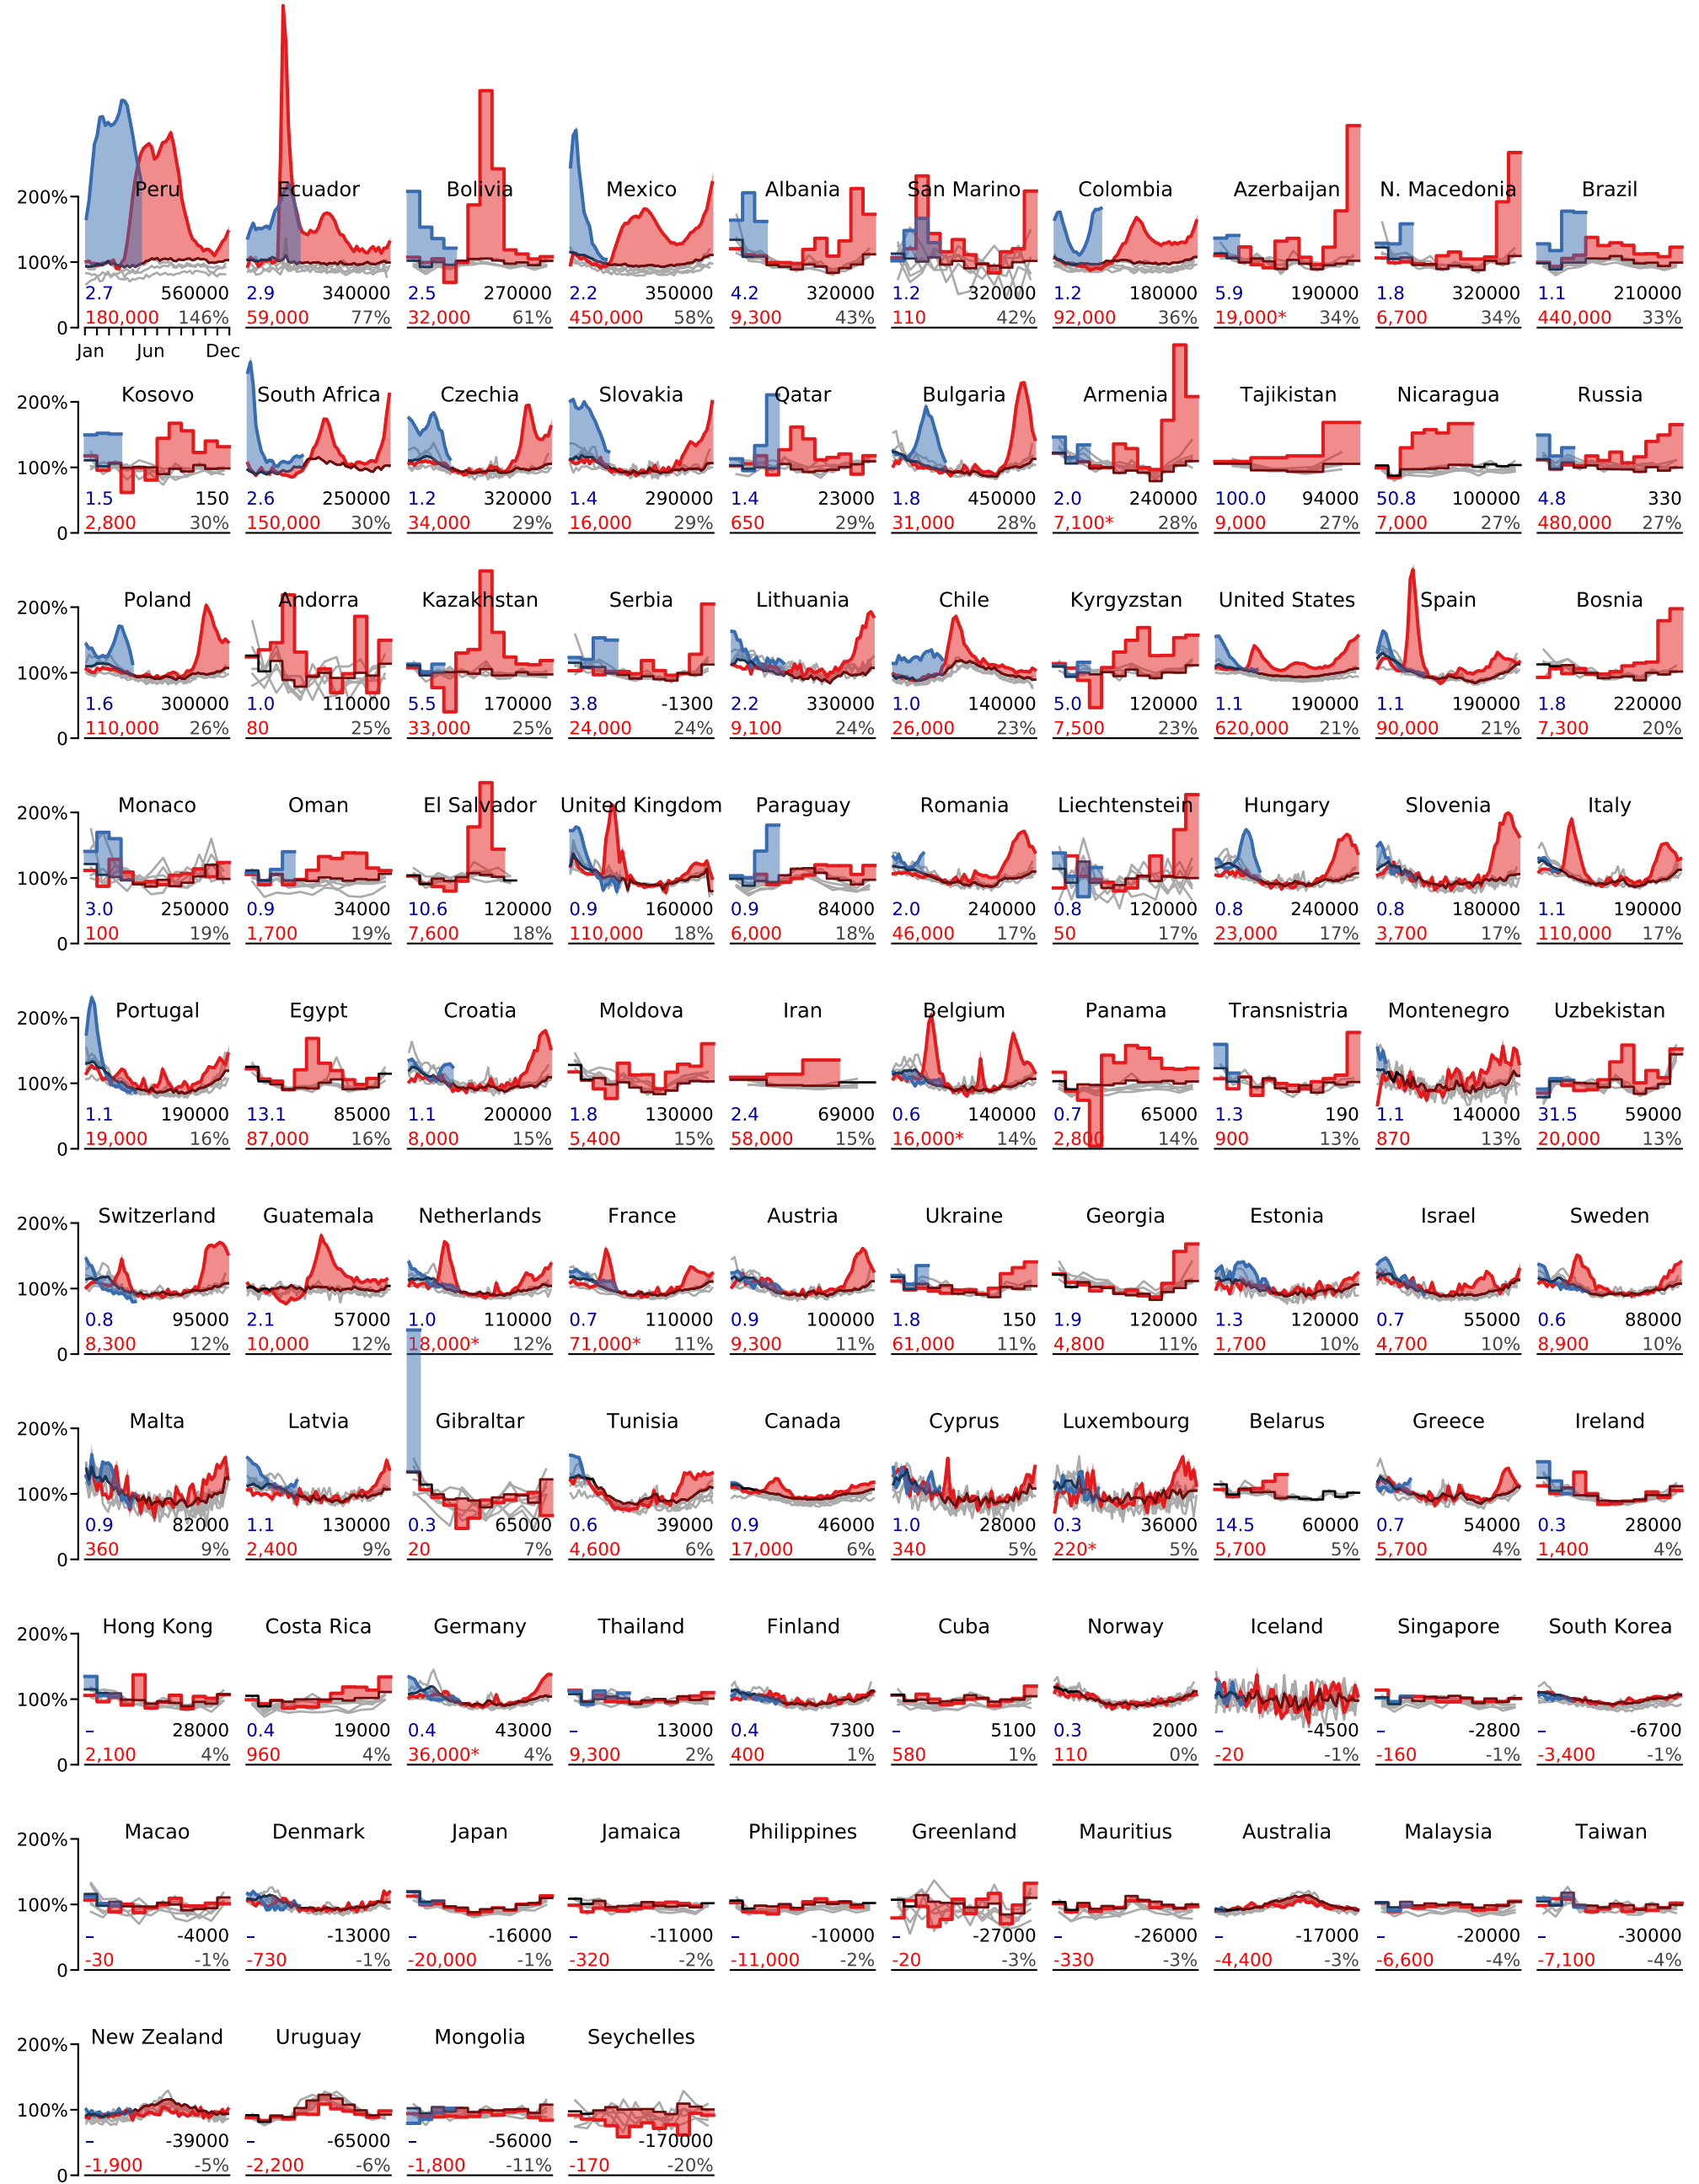 200% Peru Ecuador Bolivia Mexico Albania San Marino Colombia Azerbaijan N. Macedonia Brazil
100%
2.7 560000 2.9 340000 2.5 270000 2.2 350000 4.2 320000 1.2 320000 1.2 180000 5.9 190000 1.8 320000 1.1 210000
180,000 146% 59,000 77% 32,000 61% 450,000 58% 9,300 43% 110 42% 92,000 36% 19,000* 34% 6,700 34% 440,000 33%
0
Jan Jun Dec
200% Kosovo South Africa Czechia Slovakia Qatar Bulgaria Armenia Tajikistan Nicaragua Russia
100%
1.5 150 2.6 250000 1.2 320000 1.4 290000 1.4 23000 1.8 450000 2.0 240000 100.0 94000 50.8 100000 4.8 330
2,800 30% 150,000 30% 34,000 29% 16,000 29% 650 29% 31,000 28% 7,100* 28% 9,000 27% 7,000 27% 480,000 27%
0
200% Poland Andorra Kazakhstan Serbia Lithuania Chile Kyrgyzstan United States Spain Bosnia
100%
1.6 300000 1.0 110000 5.5 170000 3.8 -1300 2.2 330000 1.0 140000 5.0 120000 1.1 190000 1.1 190000 1.8 220000
110,000 26% 80 25% 33,000 25% 24,000 24% 9,100 24% 26,000 23% 7,500 23% 620,000 21% 90,000 21% 7,300 20%
0
200% Monaco Oman El Salvador United Kingdom Paraguay Romania Liechtenstein Hungary Slovenia Italy
100%
3.0 250000 0.9 34000 10.6 120000 0.9 160000 0.9 84000 2.0 240000 0.8 120000 0.8 240000 0.8 180000 1.1 190000
100 19% 1,700 19% 7,600 18% 110,000 18% 6,000 18% 46,000 17% 50 17% 23,000 17% 3,700 17% 110,000 17%
0
200% Portugal Egypt Croatia Moldova Iran Belgium Panama Transnistria Montenegro Uzbekistan
100%
1.1 190000 13.1 85000 1.1 200000 1.8 130000 2.4 69000 0.6 140000 0.7 65000 1.3 190 1.1 140000 31.5 59000
19,000 16% 87,000 16% 8,000 15% 5,400 15% 58,000 15% 16,000* 14% 2,800 14% 900 13% 870 13% 20,000 13%
0
200% Switzerland Guatemala Netherlands France Austria Ukraine Georgia Estonia Israel Sweden
100%
0.8 95000 2.1 57000 1.0 110000 0.7 110000 0.9 100000 1.8 150 1.9 120000 1.3 120000 0.7 55000 0.6 88000
8,300 12% 10,000 12% 18,000* 12% 71,000* 11% 9,300 11% 61,000 11% 4,800 11% 1,700 10% 4,700 10% 8,900 10%
0
200% Malta Latvia Gibraltar Tunisia Canada Cyprus Luxembourg Belarus Greece Ireland
100%
0.9 82000 1.1 130000 0.3 65000 0.6 39000 0.9 46000 1.0 28000 0.3 36000 14.5 60000 0.7 54000 0.3 28000
360 9% 2,400 9% 20 7% 4,600 6% 17,000 6% 340 5% 220* 5% 5,700 5% 5,700 4% 1,400 4%
0
200% Hong Kong Costa Rica Germany Thailand Finland Cuba Norway Iceland Singapore South Korea
100%
– 28000 0.4 19000 0.4 43000 – 13000 0.4 7300 – 5100 0.3 2000 – -4500 – -2800 – -6700
2,100 4% 960 4% 36,000* 4% 9,300 2% 400 1% 580 1% 110 0% -20 -1% -160 -1% -3,400 -1%
0
200% Macao Denmark Japan Jamaica Philippines Greenland Mauritius Australia Malaysia Taiwan
100%
– -4000 – -13000 – -16000 – -11000 – -10000 – -27000 – -26000 – -17000 – -20000 – -30000
-30 -1% -730 -1% -20,000 -1% -320 -2% -11,000 -2% -20 -3% -330 -3% -4,400 -3% -6,600 -4% -7,100 -4%
0
200% New Zealand Uruguay Mongolia Seychelles
100%
– -39000 – -65000 – -56000 – -170000
-1,900 -5% -2,200 -6% -1,800 -11% -170 -20%
0